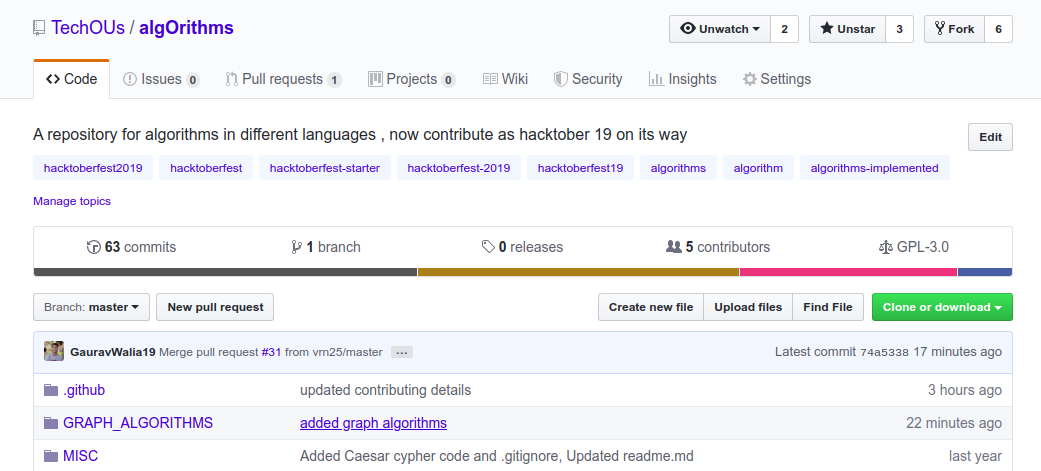 TechOUs / algOrithms
Unwatch 2 Unstar 3 Fork 6
Code Issues 0 Pull requests 1 Projects 0 Wiki Security Insights Settings
A repository for algorithms in different languages , now contribute as hacktober 19 on its way
Edit
hacktoberfest2019 hacktoberfest hacktoberfest-starter hacktoberfest-2019 hacktoberfest19 algorithms algorithm algorithms-implemented
Manage topics
63 commits 1 branch 0 releases 5 contributors GPL-3.0
Branch: master New pull request Create new file Upload files Find File Clone or download
GauravWalia19 Merge pull request #31 from vrn25/master ... Latest commit 74a5338 17 minutes ago
.github updated contributing details 3 hours ago
GRAPH_ALGORITHMS added graph algorithms 22 minutes ago
MISC Added Caesar cypher code and .gitignore, Updated readme.md last year